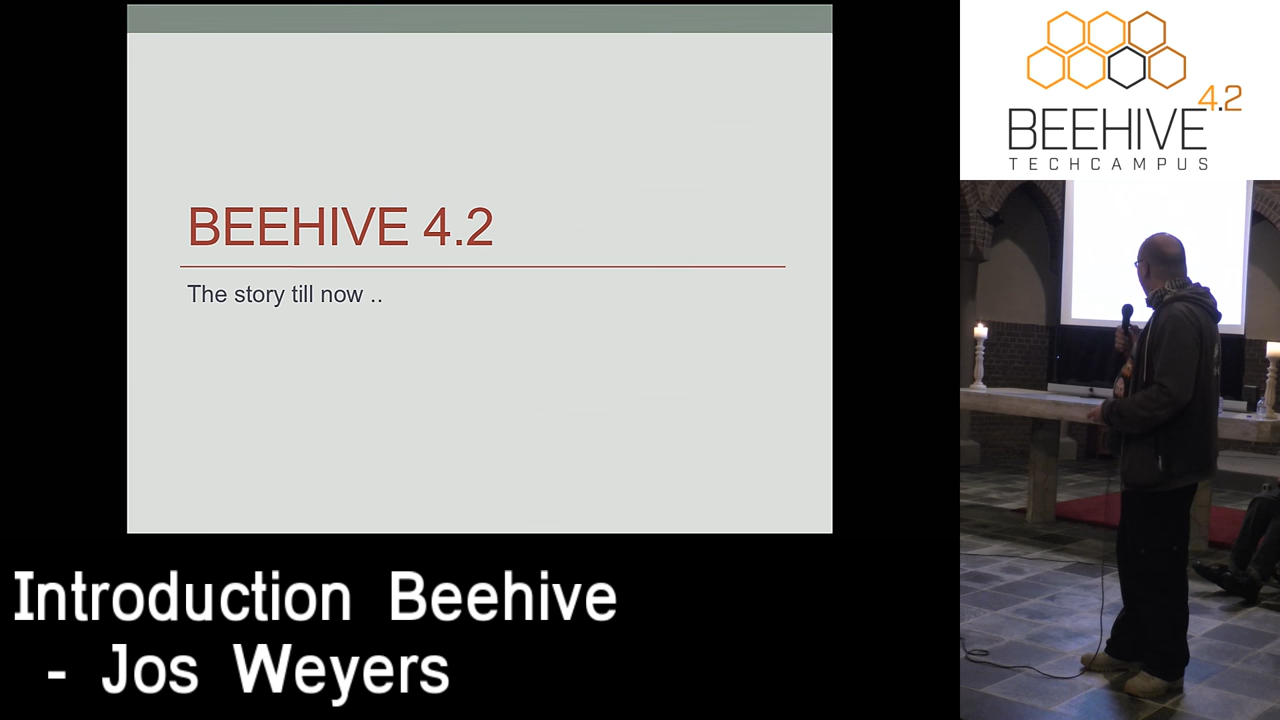 BEEHIVE 4.2
The story till now ..
4.2
BEEHIVE
TECHCAMPUS
Introduction Beehive
- Jos Weyers